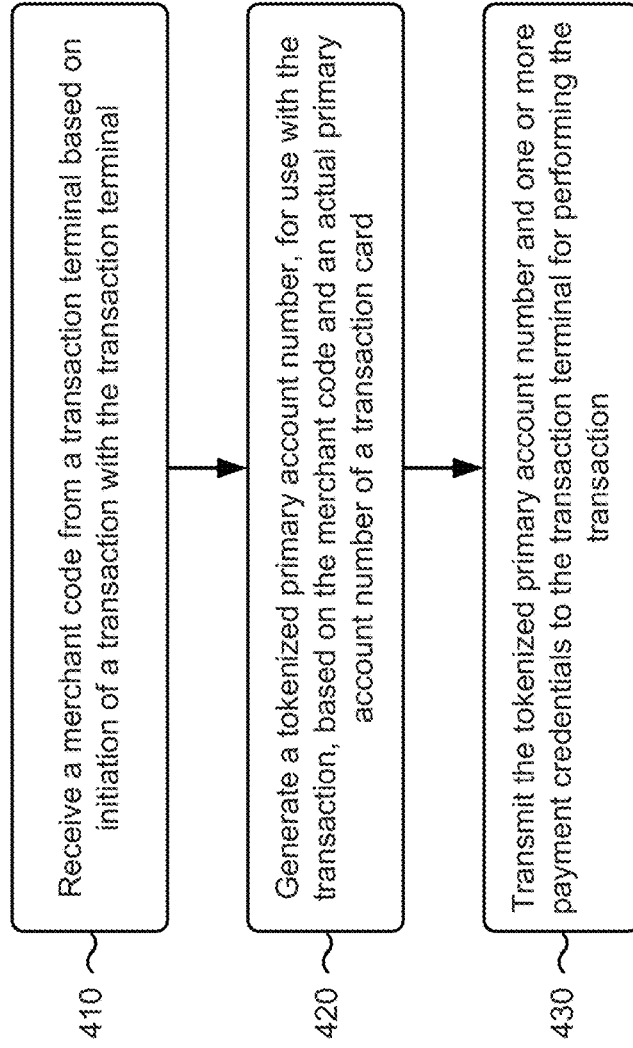 410
Receive a merchant code from a transaction terminal based on
initiation of a transaction with the transaction terminal
420
Generate a tokenized primary account number, for use with the
transaction, based on the merchant code and an actual primary
account number of a transaction card
430
Transmit the tokenized primary account number and one or more
payment credentials to the transaction terminal for performing the
transaction